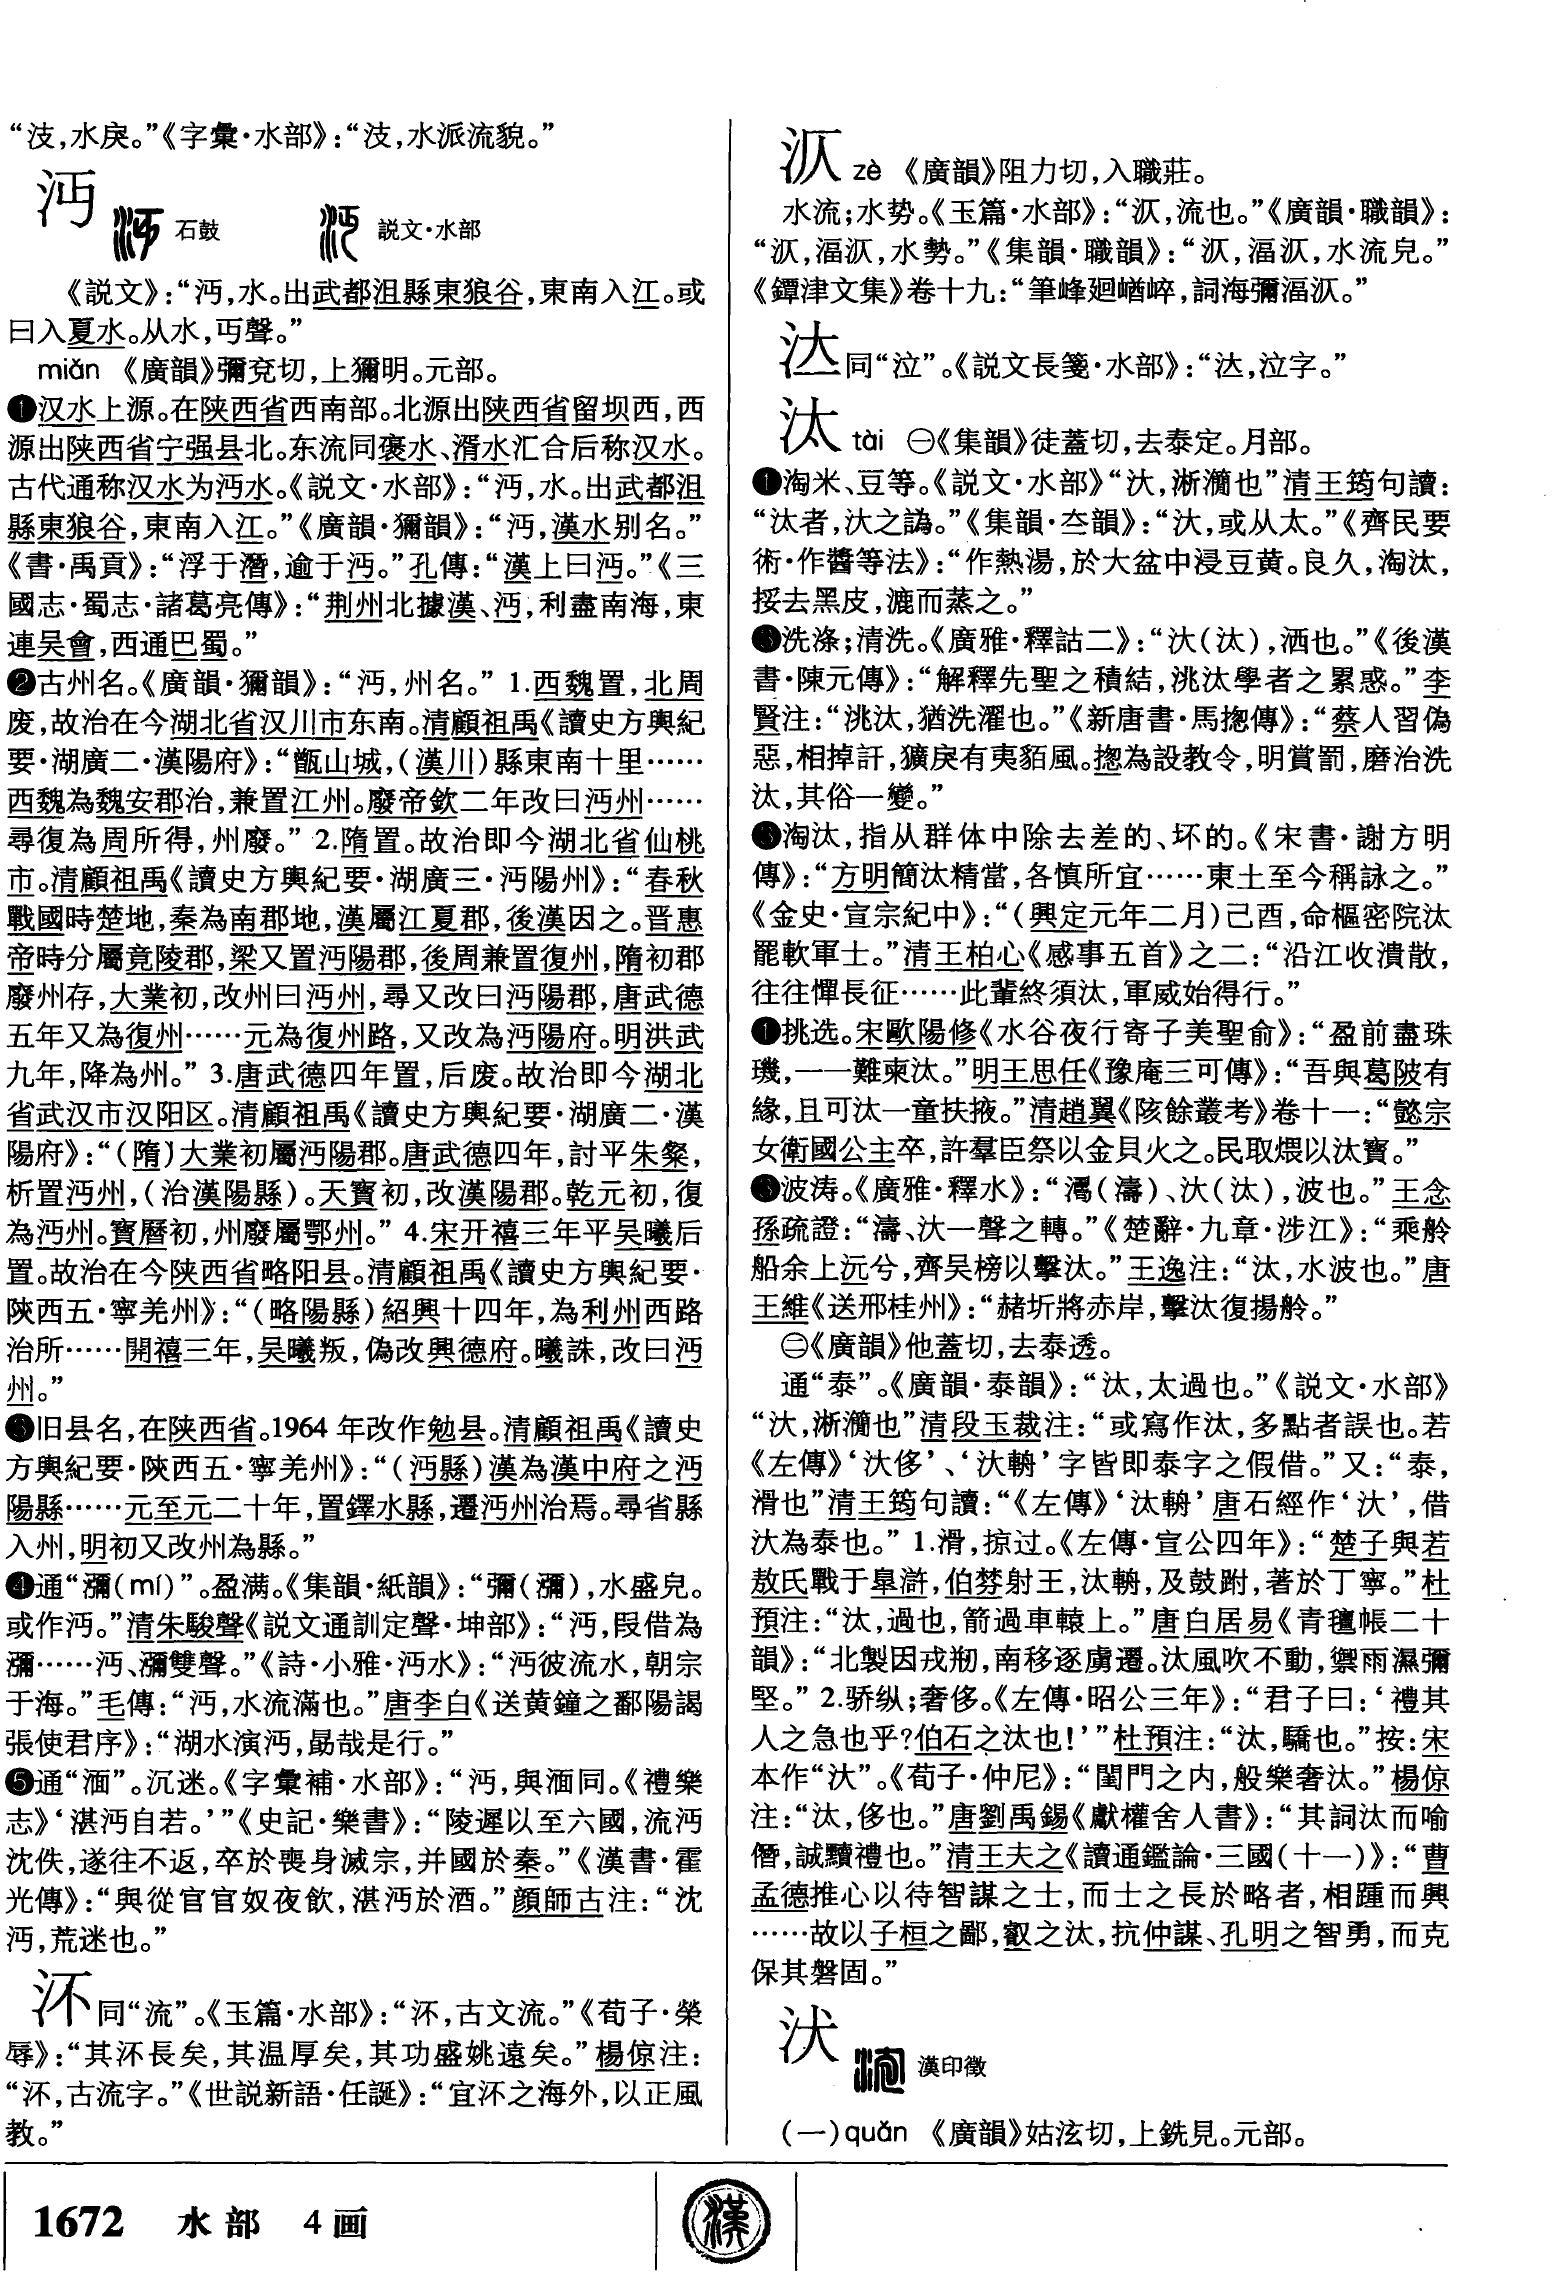 “汥,水戾。”《字彙·水部》:“汥,水派流貌。”
沔 石鼓 説文·水部
《説文》:“沔,水。出武都沮縣東狼谷,東南入江。或
曰入夏水。从水,丏聲。”
miǎn 《廣韻》彌兗切,上獮明。元部。
❶汉水上源。在陕西省西南部。北源出陕西省留坝西,西
源出陕西省宁强县北。东流同褒水、湑水汇合后称汉水。
古代通称汉水为沔水。《説文·水部》:“沔,水。出武都沮
縣東狼谷,東南入江。”《廣韻·獮韻》:“沔,漢水别名。”
《書·禹貢》:“浮于潛,逾于沔。”孔傳:“漢上曰沔。”《三
國志·蜀志·諸葛亮傳》:“荆州北據漢、沔,利盡南海,東
連吴會,西通巴蜀。”
❷古州名。《廣韻·獮韻》:“沔,州名。” 1.西魏置,北周
废,故治在今湖北省汉川市东南。清顧祖禹《讀史方輿紀
要·湖廣二·漢陽府》:“甑山城,(漢川)縣東南十里……
西魏為魏安郡治,兼置江州。廢帝欽二年改曰沔州……
尋復為周所得,州廢。” 2.隋置。故治即今湖北省仙桃
市。清顧祖禹《讀史方輿紀要·湖廣三·沔陽州》:“春秋
戰國時楚地,秦為南郡地,漢屬江夏郡,後漢因之。晋惠
帝時分屬竟陵郡,梁又置沔陽郡,後周兼置復州,隋初郡
廢州存,大業初,改州曰沔州,尋又改曰沔陽郡,唐武德
五年又為復州……元為復州路,又改為沔陽府。明洪武
九年,降為州。” 3.唐武德四年置,后废。故治即今湖北
省武汉市汉阳区。清顧祖禹《讀史方輿紀要·湖廣二·漢
陽府》:“(隋)大業初屬沔陽郡。唐武德四年,討平朱粲,
析置沔州,(治漢陽縣)。天寶初,改漢陽郡。乾元初,復
為沔州。寶曆初,州廢屬鄂州。” 4.宋开禧三年平吴曦后
置。故治在今陕西省略阳县。清顧祖禹《讀史方輿紀要·
陝西五·寧羌州》:“(略陽縣)紹興十四年,為利州西路
治所……開禧三年,吴曦叛,偽改興德府。曦誅,改曰沔
州。”
❸旧县名,在陕西省。1964 年改作勉县。清顧祖禹《讀史
方輿紀要·陝西五·寧羌州》:“(沔縣)漢為漢中府之沔
陽縣……元至元二十年,置鐸水縣,遷沔州治焉。尋省縣
入州,明初又改州為縣。”
❹通“瀰(mí)”。盈满。《集韻·紙韻》:“彌(瀰),水盛皃。
或作沔。”清朱駿聲《説文通訓定聲·坤部》:“沔,叚借為
瀰……沔、瀰雙聲。”《詩·小雅·沔水》:“沔彼流水,朝宗
于海。”毛傳:“沔,水流滿也。”唐李白《送黄鐘之鄱陽謁
張使君序》:“湖水演沔,勗哉是行。”
❺通“湎”。沉迷。《字彙補·水部》:“沔,與湎同。《禮樂
志》‘湛沔自若。’”《史記·樂書》:“陵遲以至六國,流沔
沈佚,遂往不返,卒於喪身滅宗,并國於秦。”《漢書·霍
光傳》:“與從官官奴夜飲,湛沔於酒。”顔師古注:“沈
沔,荒迷也。”
㳅 同“流”。《玉篇·水部》:“㳅,古文流。”《荀子·榮
辱》:“其㳅長矣,其温厚矣,其功盛姚遠矣。”楊倞注:
“㳅,古流字。”《世説新語·任誕》:“宜㳅之海外,以正風
教。”
1672 水部 4画
漢
㳁 zè 《廣韻》阻力切,入職莊。
水流;水势。《玉篇·水部》:“㳁,流也。”《廣韻·職韻》:
“㳁,湢㳁,水勢。”《集韻·職韻》:“㳁,湢㳁,水流皃。”
《鐔津文集》卷十九:“筆峰迴崷崪,詞海彌湢㳁。”
汏 同“泣”。《説文長箋·水部》:“,泣字。”
汰 tài ㊀《集韻》徒蓋切,去泰定。月部。
❶淘米、豆等。《説文·水部》“汏,淅灡也”清王筠句讀:
“汰者,汏之譌。”《集韻·夳韻》:“汏,或从太。”《齊民要
術·作醬等法》:“作熱湯,於大盆中浸豆黄。良久,淘汰,
挼去黑皮,漉而蒸之。”
❸洗涤;清洗。《廣雅·釋詁二》:“汏(汰),洒也。”《後漢
書·陳元傳》:“解釋先聖之積結,洮汰學者之累惑。”李
賢注:“洮汰,猶洗濯也。”《新唐書·馬揔傳》:“蔡人習偽
惡,相掉訐,獷戾有夷貊風。揔為設教令,明賞罰,磨治洗
汰,其俗一變。”
❸淘汰,指从群体中除去差的、坏的。《宋書·謝方明
傳》:“方明簡汰精當,各慎所宜……東土至今稱詠之。”
《金史·宣宗紀中》:“(興定元年二月)己酉,命樞密院汰
罷軟軍士。”清王柏心《感事五首》之二:“沿江收潰散,
往往憚長征……此輩終須汰,軍威始得行。”
❶挑选。宋歐陽修《水谷夜行寄子美聖俞》:“盈前盡珠
璣,一一難柬汰。”明王思任《豫庵三可傳》:“吾與葛陂有
緣,且可汰一童扶掖。”清趙翼《陔餘叢考》卷十一:“懿宗
女衛國公主卒,許羣臣祭以金貝火之。民取煨以汰寶。”
❸波涛。《廣雅·釋水》:“濤(濤)、汏(汰),波也。”王念
孫疏證:“濤、汰一聲之轉。”《楚辭·九章·涉江》:“乘舲
船余上沅兮,齊吴榜以擊汰。”王逸注:“汰,水波也。”唐
王維《送邢桂州》:“赭圻將赤岸,擊汰復揚舲。”
㊁《廣韻》他蓋切,去泰透。
通“泰”。《廣韻·泰韻》:“汰,太過也。”《説文·水部》
“汏,淅灡也”清段玉裁注:“或寫作汰,多點者誤也。若
《左傳》‘汏侈’、‘汏輈’字皆即泰字之假借。”又:“泰,
滑也”清王筠句讀:“《左傳》‘汰輈’唐石經作‘汏’,借
汰為泰也。” 1.滑,掠过。《左傳·宣公四年》:“楚子與若
敖氏戰于皋滸,伯棼射王,汰輈,及鼓跗,著於丁寧。”杜
預注:“汰,過也,箭過車轅上。”唐白居易《青氈帳二十
韻》:“北製因戎刱,南移逐虜遷。汰風吹不動,禦雨濕彌
堅。” 2.骄纵;奢侈。《左傳·昭公三年》:“君子曰:‘禮其
人之急也乎?伯石之汰也!’”杜預注:“汰,驕也。”按:宋
本作“汏”。《荀子·仲尼》:“閨門之内,般樂奢汰。”楊倞
注:“汰,侈也。”唐劉禹錫《獻權舍人書》:“其詞汰而喻
僭,誠黷禮也。”清王夫之《讀通鑑論·三國(十一)》:“曹
孟德推心以待智謀之士,而士之長於略者,相踵而興
……故以子桓之鄙,叡之汰,抗仲謀、孔明之智勇,而克
保其磐固。”
汱 漢印徵
(一)quǎn 《廣韻》姑泫切,上銑見。元部。